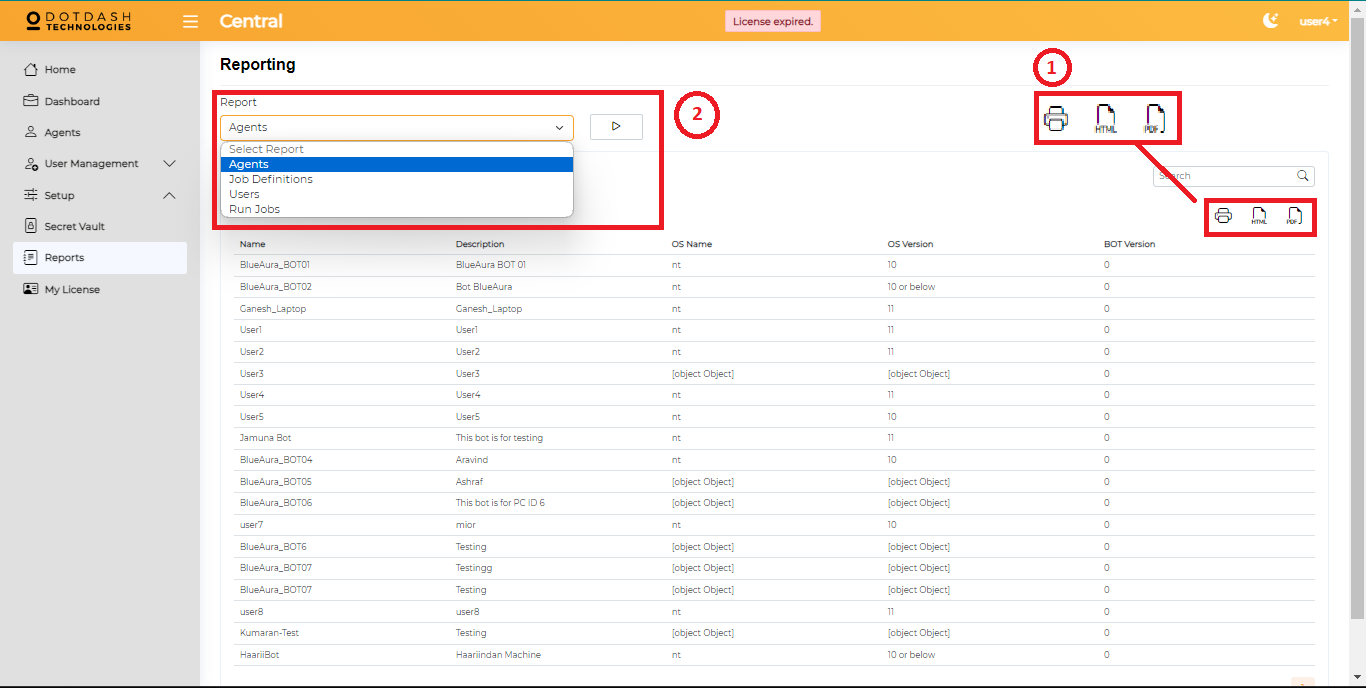 DOTDASH
TECHNOLOGIES
Central
License expired.
user4
Home
Dashboard
Agents
User Management
Setup
Secret Vault
Reports
My License
Reporting
1
HTML PDF
Report
Agents
2
Select Report
Agents
Job Definitions
Users
Run Jobs
Search
HTML PDF
Name Description OS Name OS Version BOT Version
BlueAura_BOT01 BlueAura BOT 01 nt 10 0
BlueAura_BOT02 Bot BlueAura nt 10 or below 0
Ganesh_Laptop Ganesh_Laptop nt 11 0
User1 User1 nt 11 0
User2 User2 nt 11 0
User3 User3 [object Object] [object Object] 0
User4 User4 nt 11 0
User5 User5 nt 10 0
Jamuna Bot This bot is for testing nt 11 0
BlueAura_BOT04 Aravind nt 10 0
BlueAura_BOT05 Ashraf [object Object] [object Object] 0
BlueAura_BOT06 This bot is for PC ID 6 [object Object] [object Object] 0
user7 mior nt 10 0
BlueAura_BOT6 Testing [object Object] [object Object] 0
BlueAura_BOT07 Testingg [object Object] [object Object] 0
BlueAura_BOT07 Testing [object Object] [object Object] 0
user8 user8 nt 11 0
Kumaran-Test Testing [object Object] [object Object] 0
HaariiBot Haariindan Machine nt 10 or below 0